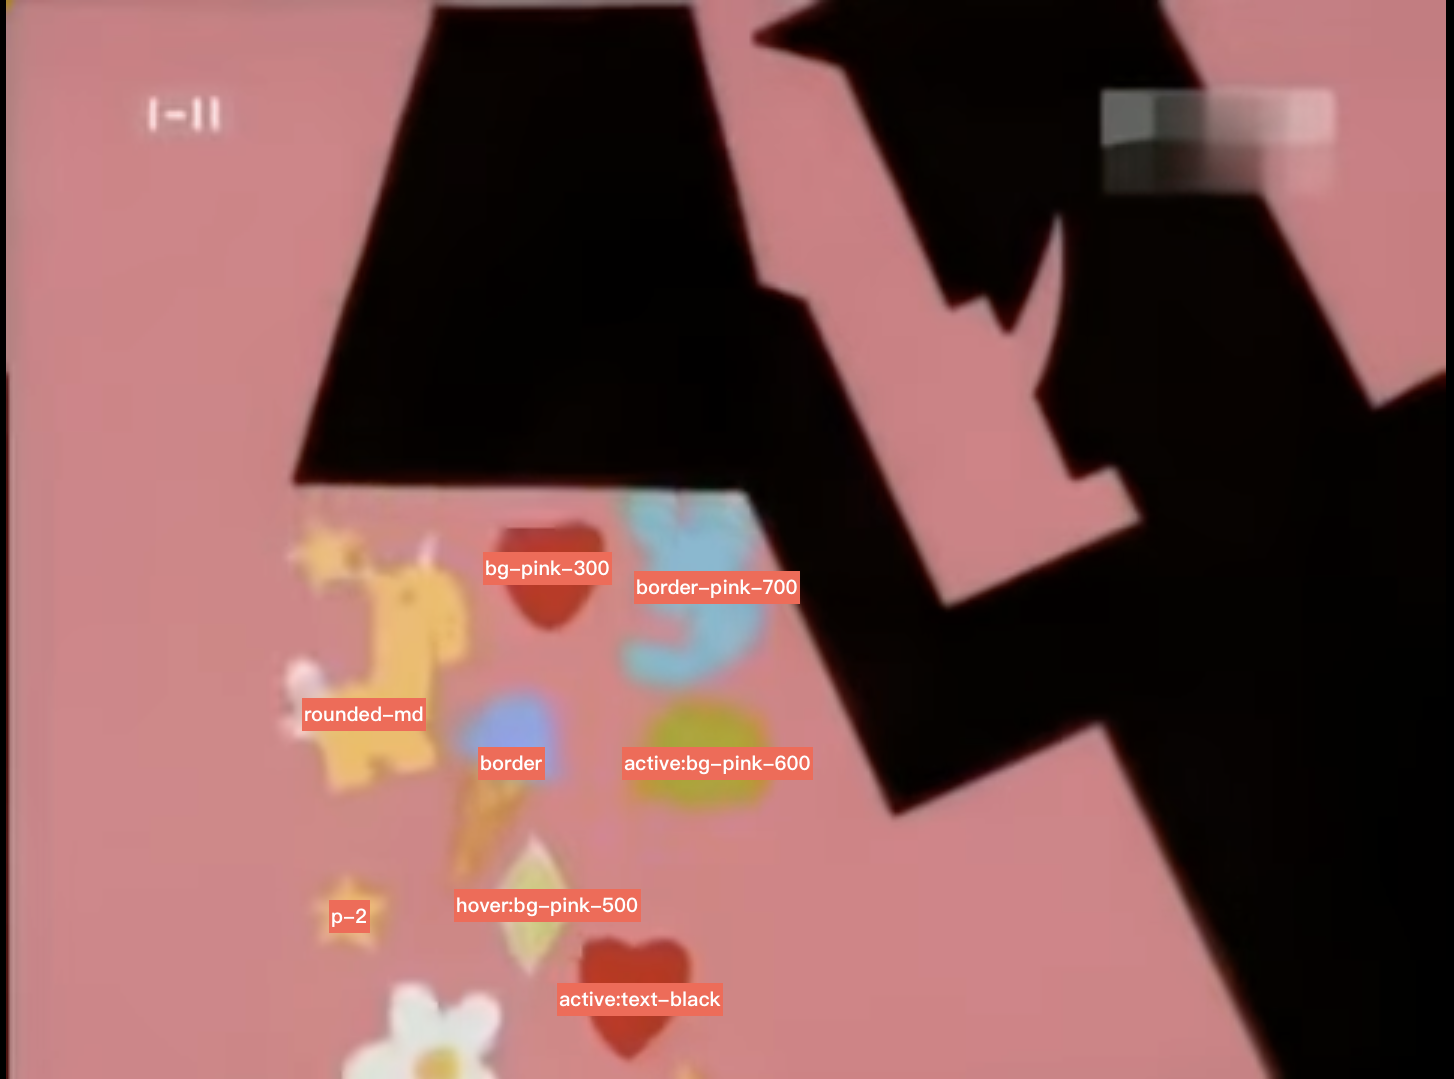 I-II
bg-pink-300
border-pink-700
rounded-md
border
active:bg-pink-600
p-2
hover:bg-pink-500
active:text-black